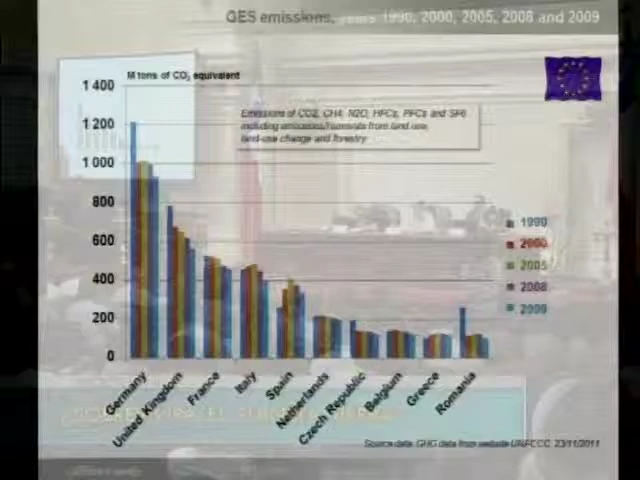 GES emissions, years 1990, 2000, 2005, 2008 and 2009
M tons of CO2 equivalent
1 400
1 200
1 000
800
600
400
200
0
Emissions of CO2, CH4, N2O, HFCs, PFCs and SF6
including emissions/removals from land use,
land-use change and forestry
1990
2000
2005
2008
2009
Germany
United Kingdom
France
Italy
Spain
Netherlands
Czech Republic
Belgium
Greece
Romania
Source data: GHG data from website UNFCCC, 23/11/2011